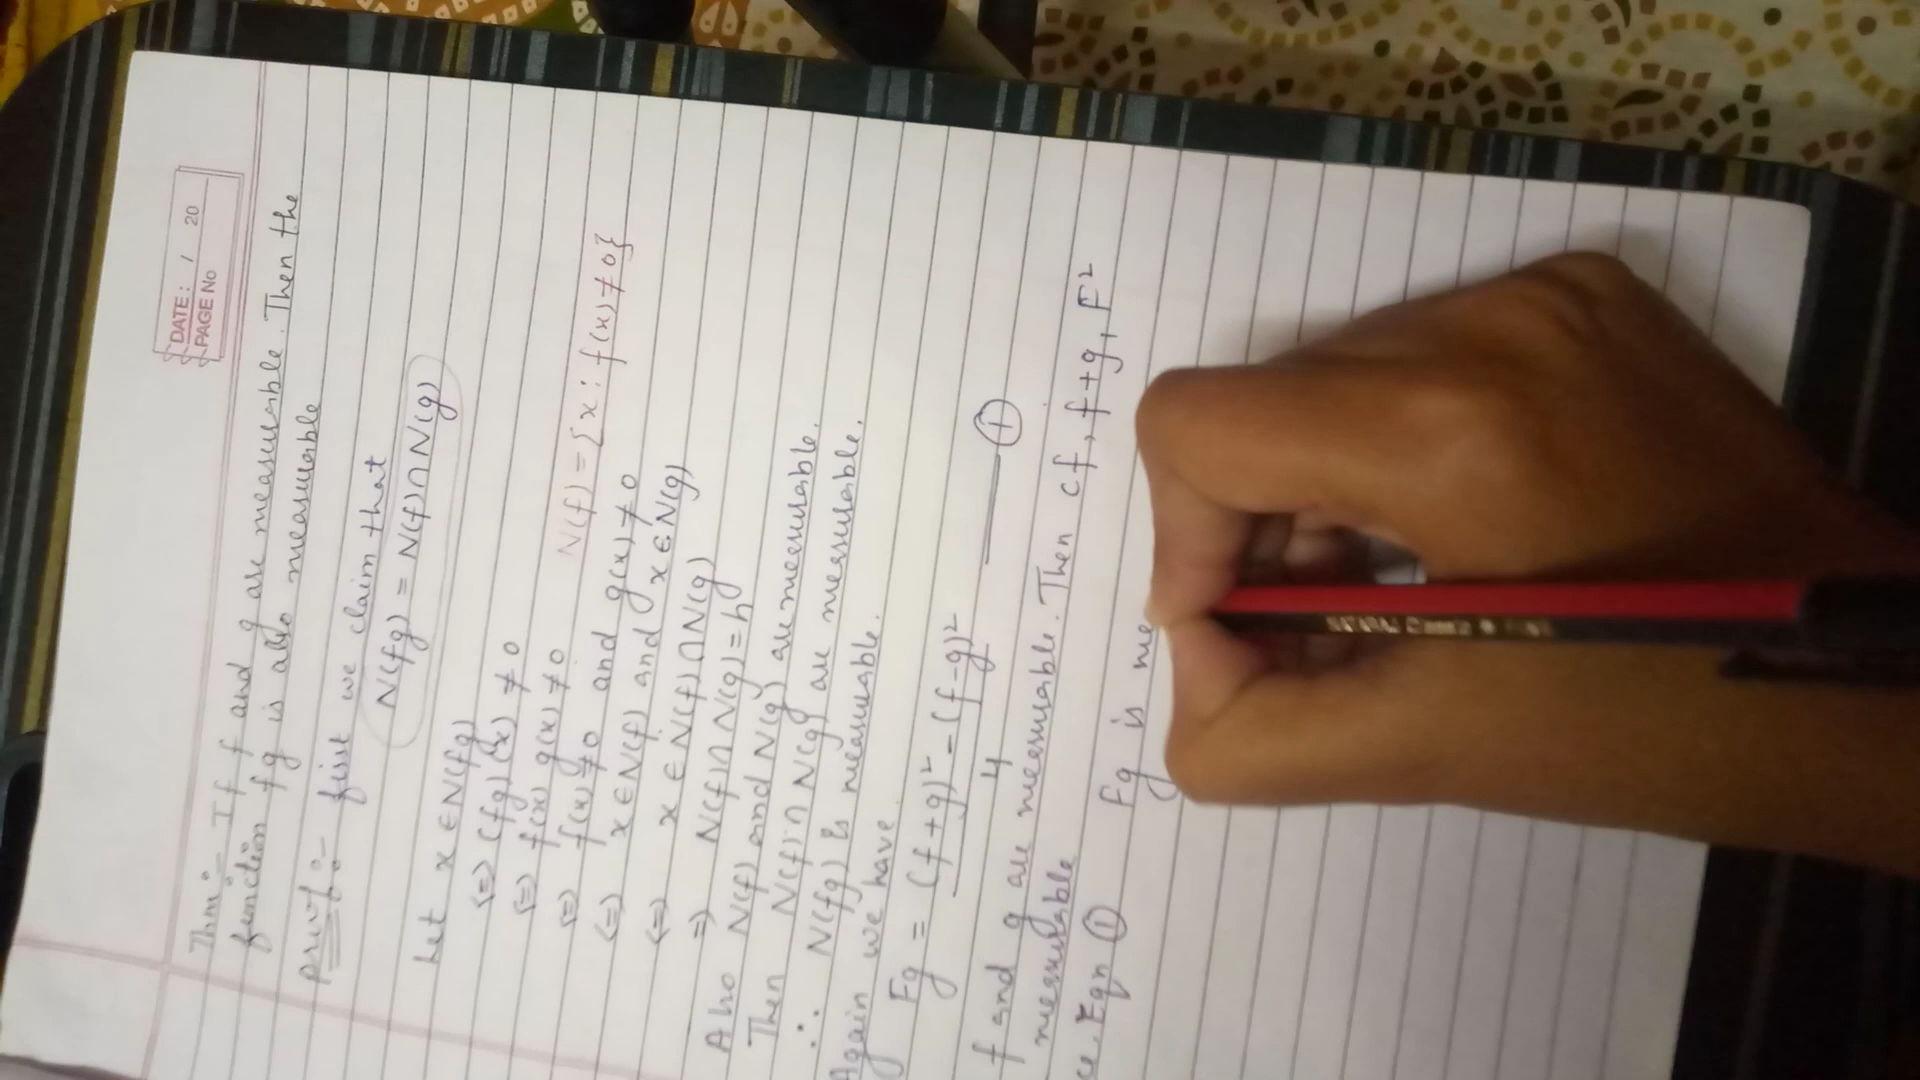 DATE: / / 20
PAGE No
Thm:- If f and g are measurable. Then the
function fg is also measurable
proof:- first we claim that
N(fg) = N(f)∩N(g)
Let x ∈ N(fg)
(=) (fg)(x) ≠ 0
(=) f(x) g(x) ≠ 0
N(f) = {x : f(x) ≠ 0}
(=) f(x) ≠ 0 and g(x) ≠ 0
(=) x ∈ N(f) and x ∈ N(g)
(=) x ∈ N(f)∩N(g)
=) N(f)∩N(g) = h
Also N(f) and N(g) are measurable.
Then N(f)∩N(g) are measurable.
∴ N(fg) is measurable.
Again we have
Fg = (f+g)² - (f-g)²
4 ——— ①
f and g are measurable. Then cf, f+g, F²
measurable
ce. Eqn ① Fg is me
NATARAJ